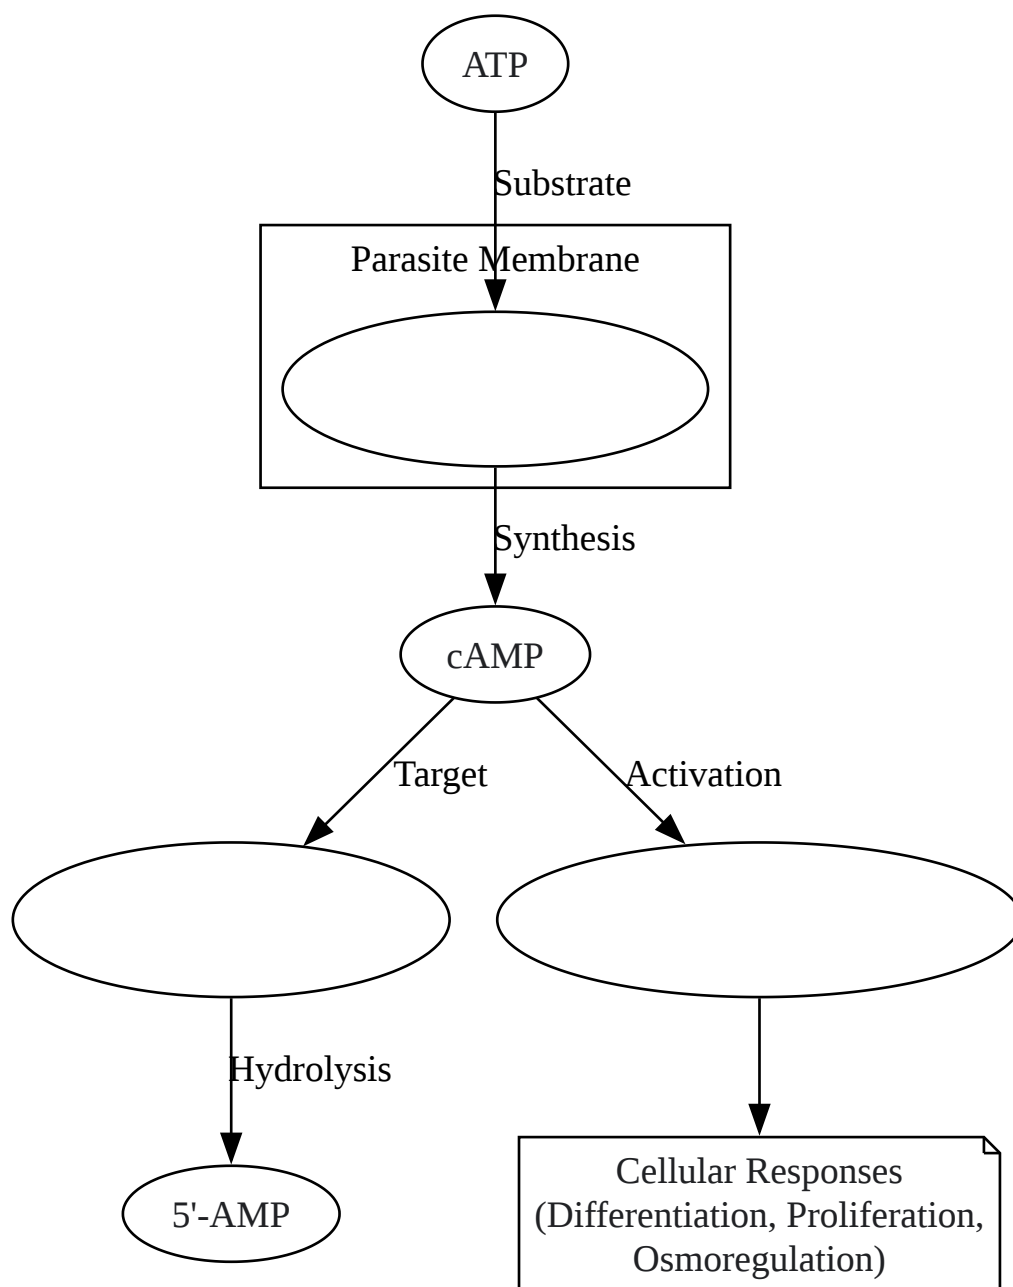 ATP
Substrate
Parasite Membrane
Synthesis
cAMP
Target
Activation
Hydrolysis
5'-AMP
Cellular Responses
(Differentiation, Proliferation,
Osmoregulation)